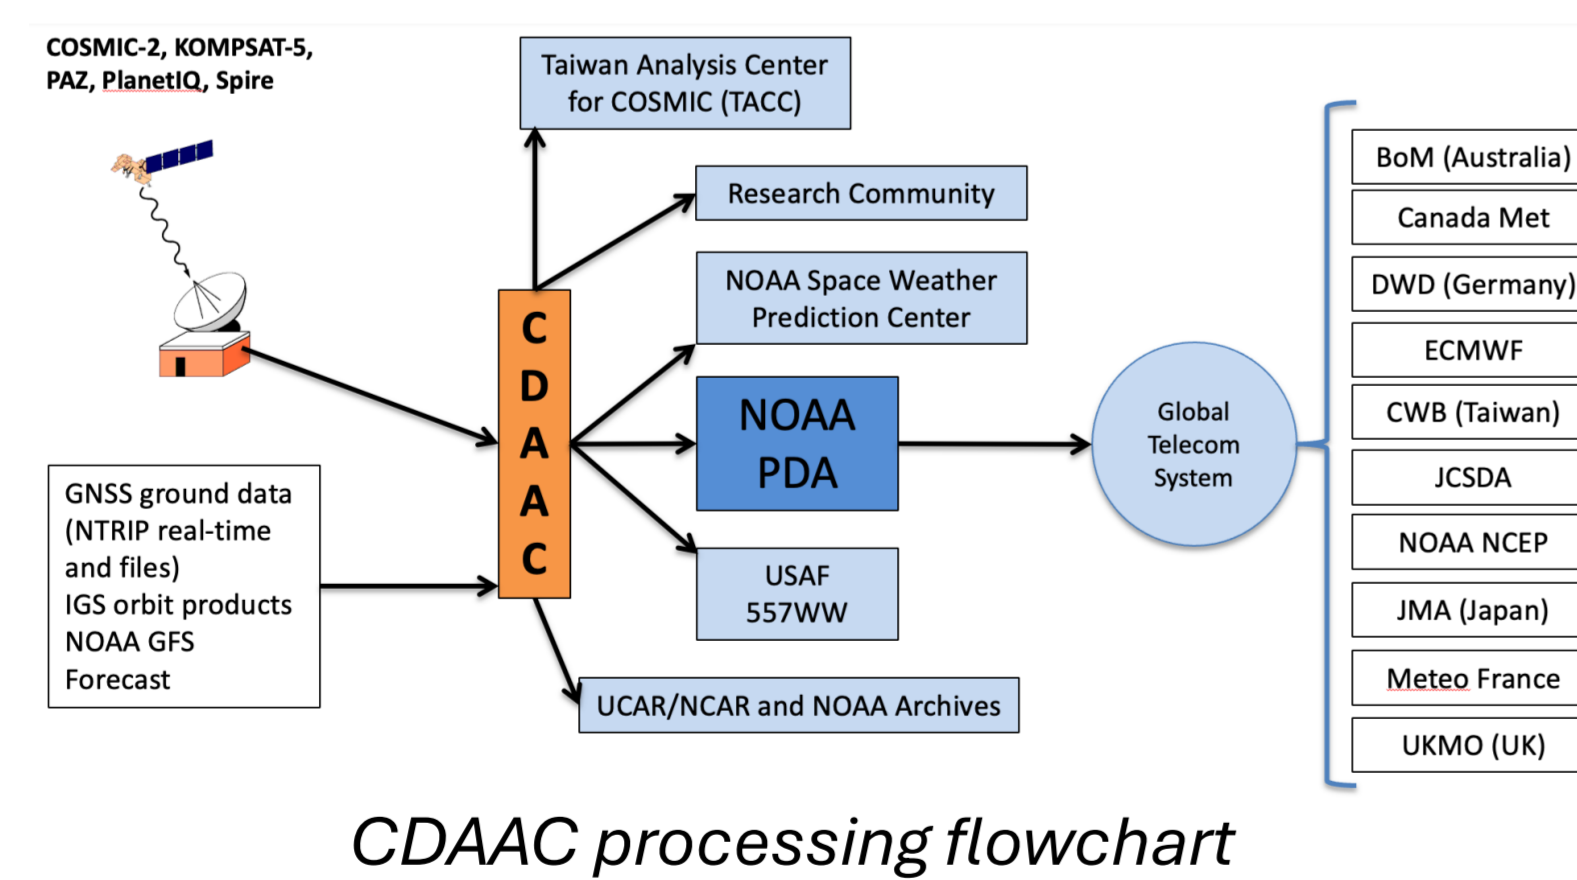 COSMIC-2, KOMPSAT-5,
PAZ, PlanetIQ, Spire
Taiwan Analysis Center
for COSMIC (TACC)
Research Community
NOAA Space Weather
Prediction Center
C
D
A
A
C
NOAA
PDA
USAF
557WW
UCAR/NCAR and NOAA Archives
GNSS ground data
(NTRIP real-time
and files)
IGS orbit products
NOAA GFS
Forecast
Global
Telecom
System
BoM (Australia)
Canada Met
DWD (Germany)
ECMWF
CWB (Taiwan)
JCSDA
NOAA NCEP
JMA (Japan)
Meteo France
UKMO (UK)
CDAAC processing flowchart